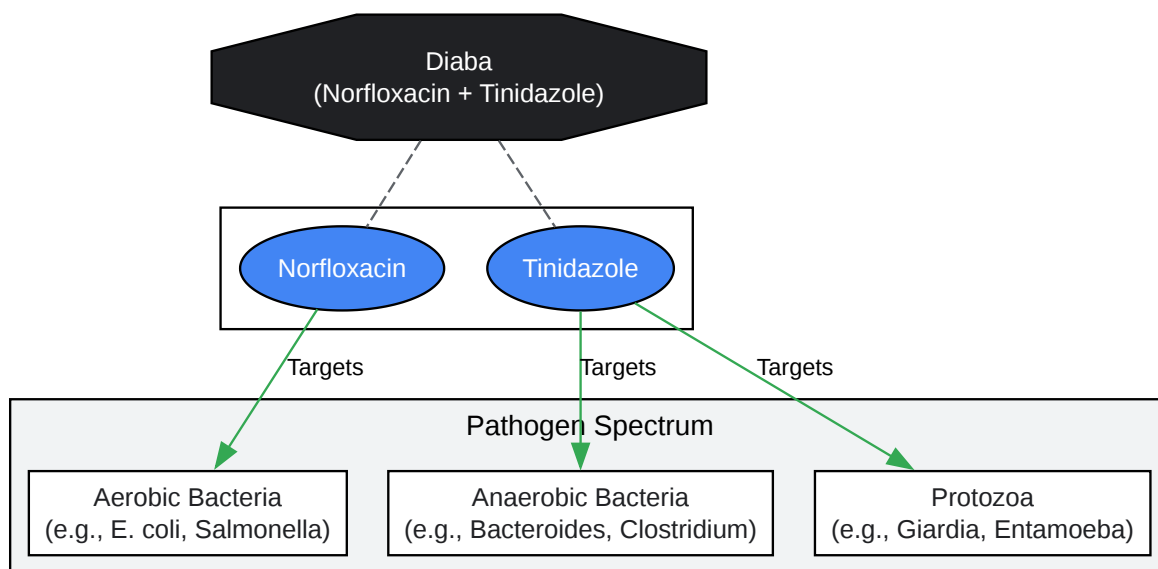 Diaba
(Norfloxacin + Tinidazole)
Norfloxacin
Tinidazole
Targets
Targets
Targets
Pathogen Spectrum
Aerobic Bacteria
(e.g., E. coli, Salmonella)
Anaerobic Bacteria
(e.g., Bacteroides, Clostridium)
Protozoa
(e.g., Giardia, Entamoeba)